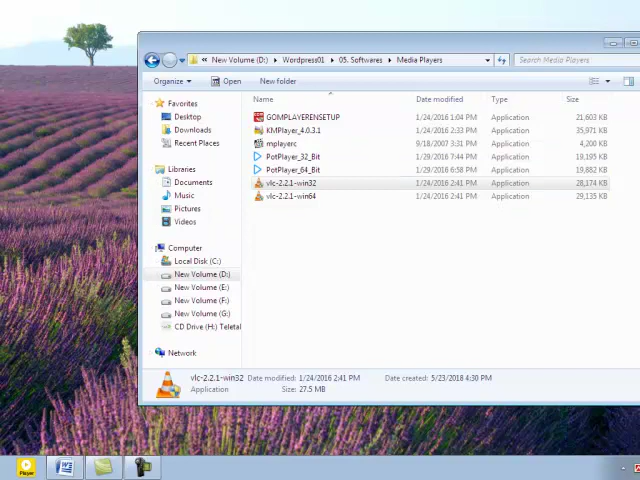 « New Volume (D:) ▸ Wordpress01 ▸ 05. Softwares ▸ Media Players
Search Media Players
Organize Open New folder
Name Date modified Type Size
Favorites
Desktop
Downloads
Recent Places
Libraries
Documents
Music
Pictures
Videos
Computer
Local Disk (C:)
New Volume (D:)
New Volume (E:)
New Volume (F:)
New Volume (G:)
CD Drive (H:) Teletal
Network
GOMPLAYERENSETUP 1/24/2016 1:04 PM Application 21,603 KB
KMPlayer_4.0.3.1 1/24/2016 2:33 PM Application 35,971 KB
mplayerc 9/18/2007 3:31 PM Application 4,200 KB
PotPlayer_32_Bit 1/29/2016 7:44 PM Application 19,195 KB
PotPlayer_64_Bit 1/29/2016 6:58 PM Application 19,882 KB
vlc-2.2.1-win32 1/24/2016 2:41 PM Application 28,174 KB
vlc-2.2.1-win64 1/24/2016 2:41 PM Application 29,135 KB
vlc-2.2.1-win32 Date modified: 1/24/2016 2:41 PM Date created: 5/23/2018 4:30 PM
Application Size: 27.5 MB
Player